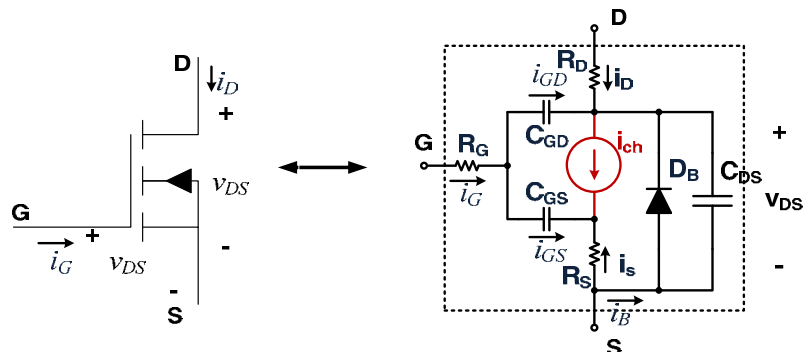 D
i_D
+
v_DS
G
i_G
+
v_DS
-
-
S
D
R_D
i_D
i_GD
C_GD
i_ch
G
R_G
i_G
C_GS
i_GS
D_B
C_DS
+
v_DS
-
R_S
i_s
i_B
S